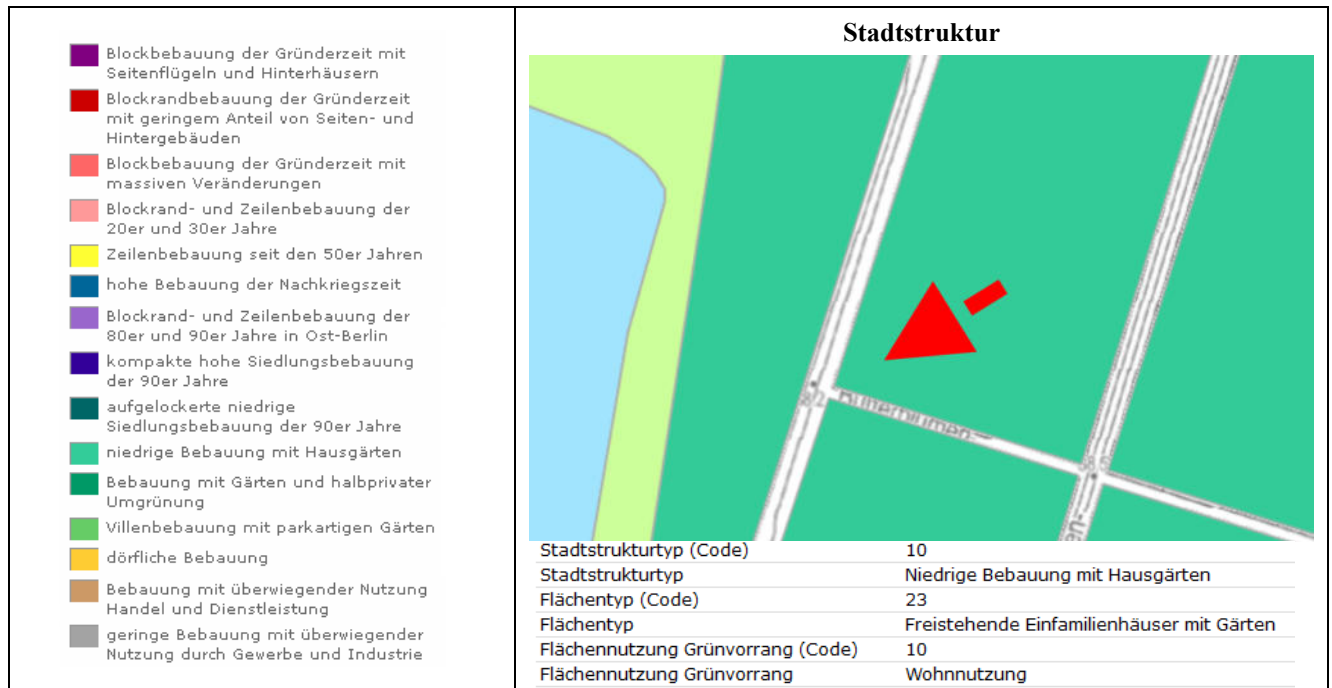 Blockbebauung der Gründerzeit mit
Seitenflügeln und Hinterhäusern
Blockrandbebauung der Gründerzeit
mit geringem Anteil von Seiten- und
Hintergebäuden
Blockbebauung der Gründerzeit mit
massiven Veränderungen
Blockrand- und Zeilenbebauung der
20er und 30er Jahre
Zeilenbebauung seit den 50er Jahren
hohe Bebauung der Nachkriegszeit
Blockrand- und Zeilenbebauung der
80er und 90er Jahre in Ost-Berlin
kompakte hohe Siedlungsbebauung
der 90er Jahre
aufgelockerte niedrige
Siedlungsbebauung der 90er Jahre
niedrige Bebauung mit Hausgärten
Bebauung mit Gärten und halbprivater
Umgrünung
Villenbebauung mit parkartigen Gärten
dörfliche Bebauung
Bebauung mit überwiegender Nutzung
Handel und Dienstleistung
geringe Bebauung mit überwiegender
Nutzung durch Gewerbe und Industrie
Stadtstruktur
Stadtstrukturtyp (Code) 10
Stadtstrukturtyp Niedrige Bebauung mit Hausgärten
Flächentyp (Code) 23
Flächentyp Freistehende Einfamilienhäuser mit Gärten
Flächennutzung Grünvorrang (Code) 10
Flächennutzung Grünvorrang Wohnnutzung